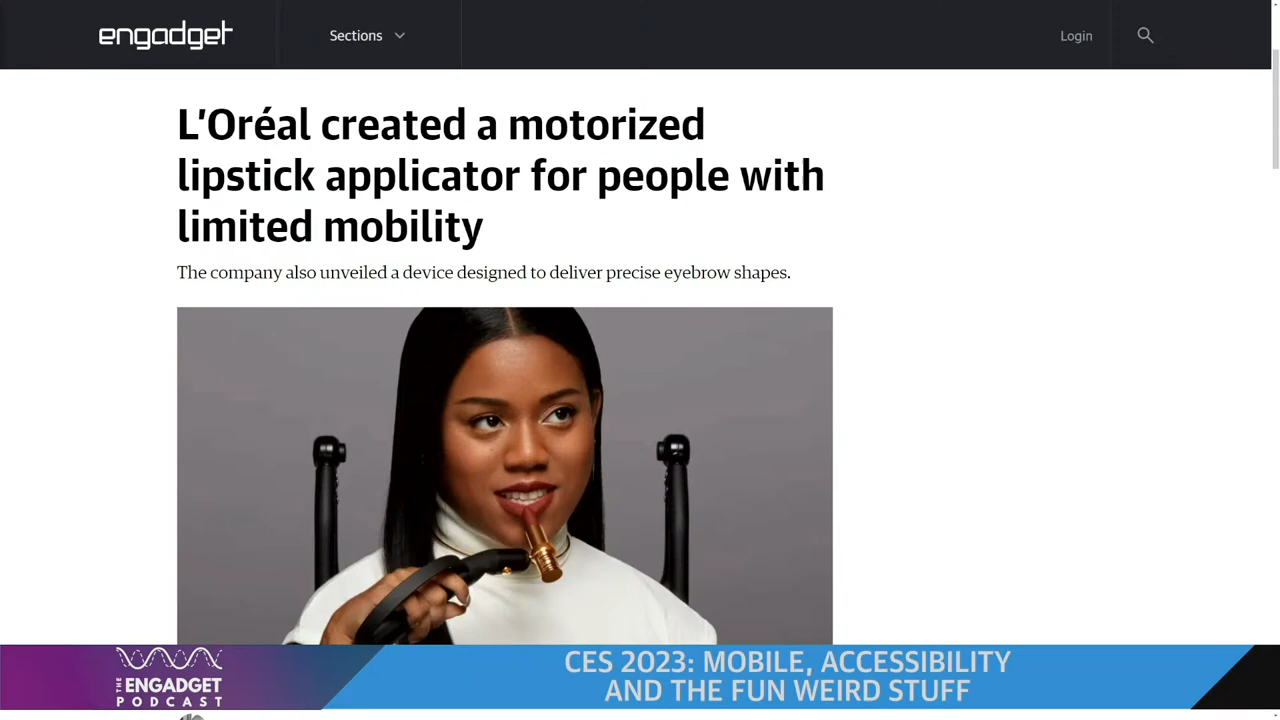 engadget
Sections
Login
L'Oréal created a motorized
lipstick applicator for people with
limited mobility
The company also unveiled a device designed to deliver precise eyebrow shapes.
THE
ENGADGET
PODCAST
CES 2023: MOBILE, ACCESSIBILITY
AND THE FUN WEIRD STUFF